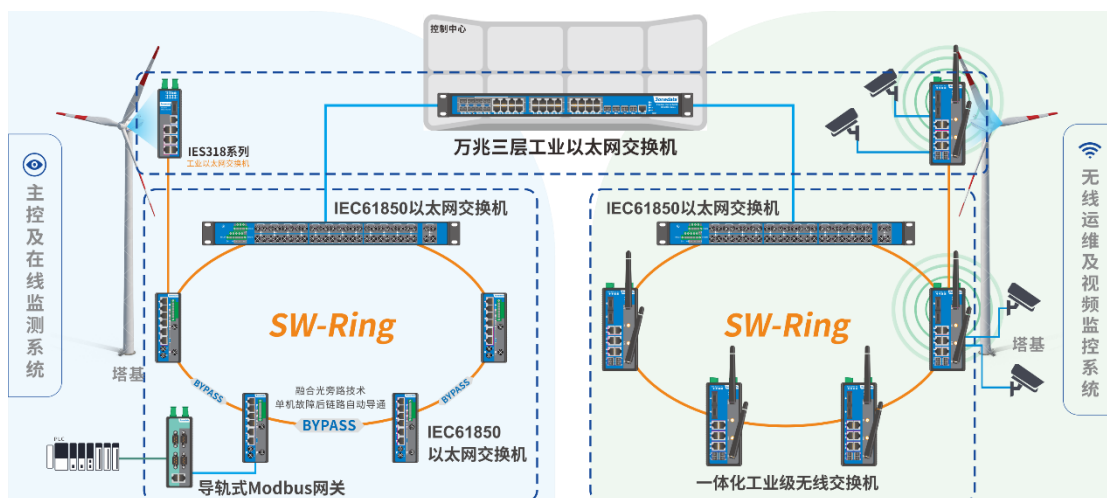 控制中心
3onedata
万兆三层工业以太网交换机
IES318系列
工业以太网交换机
主控及在线监测系统
无线运维及视频监控系统
IEC61850以太网交换机
IEC61850以太网交换机
SW-Ring
SW-Ring
塔基
塔基
BYPASS
融合光旁路技术
单机故障后链路自动导通
BYPASS
BYPASS
IEC61850
以太网交换机
PLC
导轨式Modbus网关
一体化工业级无线交换机